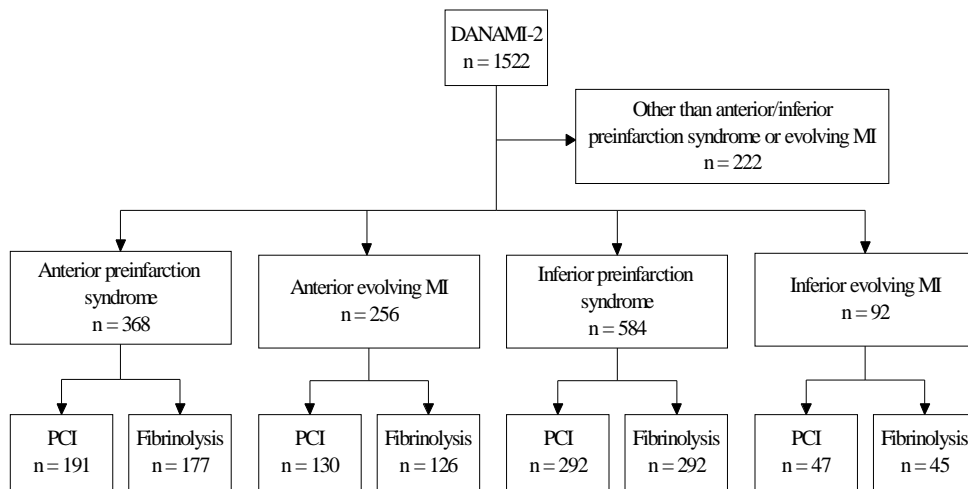 DANAMI-2
n = 1522
Other than anterior/inferior
preinfarction syndrome or evolving MI
n = 222
Anterior preinfarction
syndrome
n = 368
Anterior evolving MI
n = 256
Inferior preinfarction
syndrome
n = 584
Inferior evolving MI
n = 92
PCI
n = 191
Fibrinolysis
n = 177
PCI
n = 130
Fibrinolysis
n = 126
PCI
n = 292
Fibrinolysis
n = 292
PCI
n = 47
Fibrinolysis
n = 45